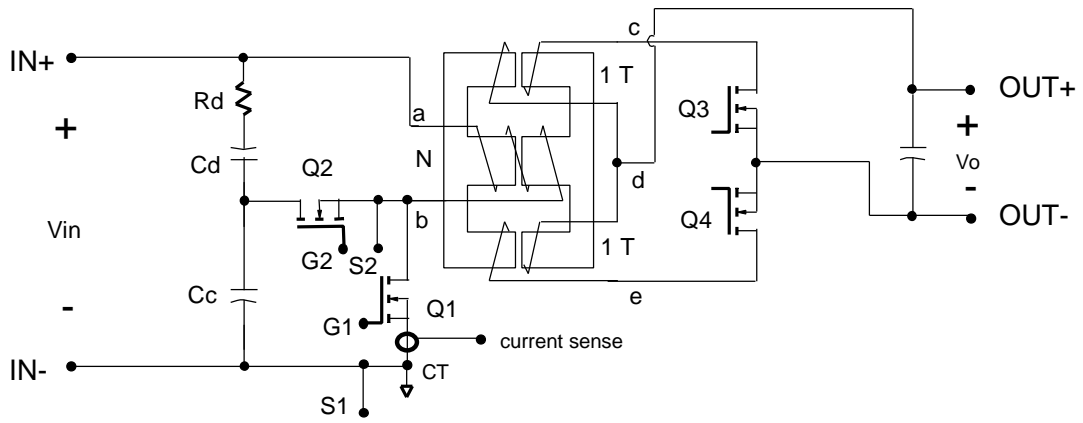 IN+
+
Vin
-
IN-
Rd
Cd
Cc
Q2
G2
S2
a
N
b
G1
Q1
CT
current sense
S1
c
1 T
d
1 T
e
Q3
Q4
OUT+
+
Vo
-
OUT-